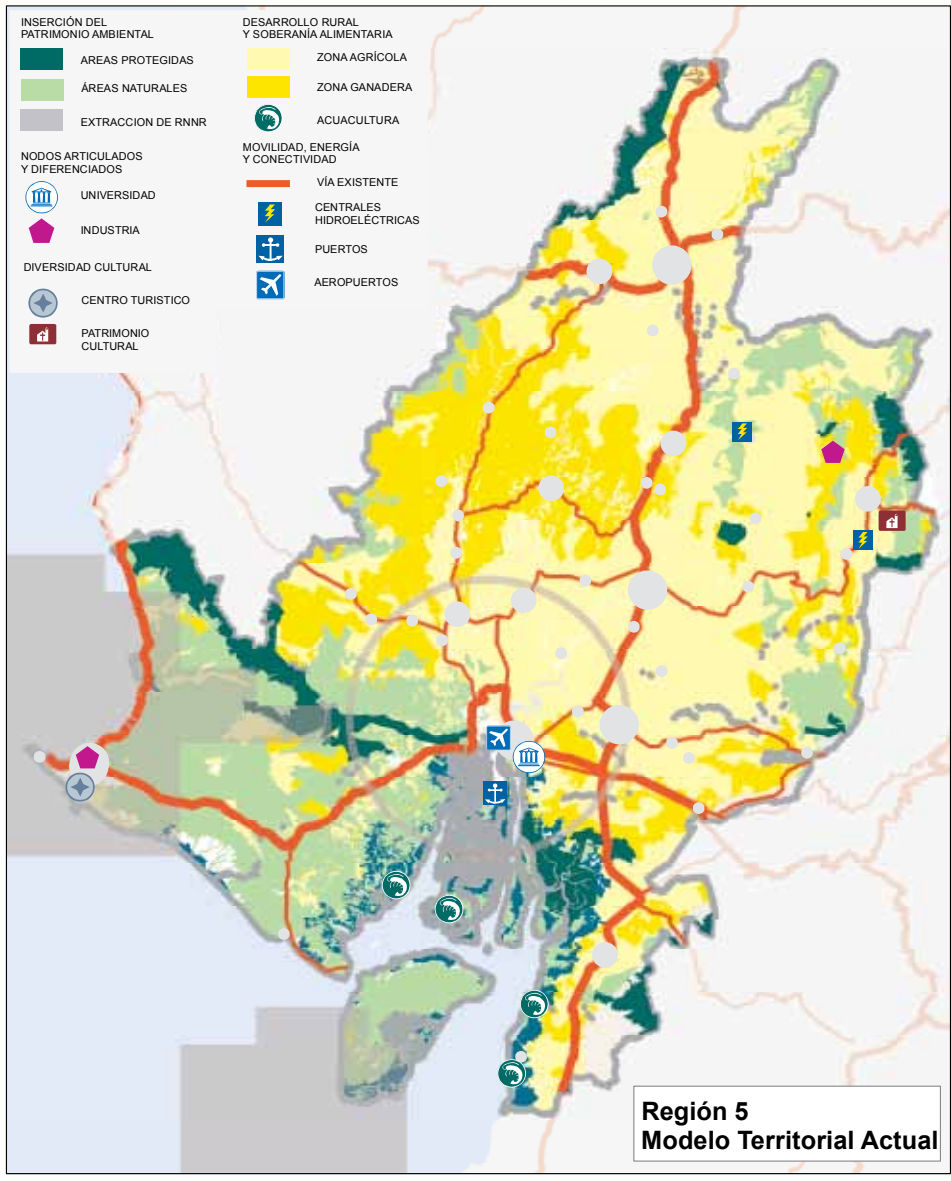 INSERCIÓN DEL
PATRIMONIO AMBIENTAL
AREAS PROTEGIDAS
ÁREAS NATURALES
EXTRACCION DE RNNR
NODOS ARTICULADOS
Y DIFERENCIADOS
UNIVERSIDAD
INDUSTRIA
DIVERSIDAD CULTURAL
CENTRO TURISTICO
PATRIMONIO
CULTURAL
DESARROLLO RURAL
Y SOBERANÍA ALIMENTARIA
ZONA AGRÍCOLA
ZONA GANADERA
ACUACULTURA
MOVILIDAD, ENERGÍA
Y CONECTIVIDAD
VÍA EXISTENTE
CENTRALES
HIDROELÉCTRICAS
PUERTOS
AEROPUERTOS
Región 5
Modelo Territorial Actual